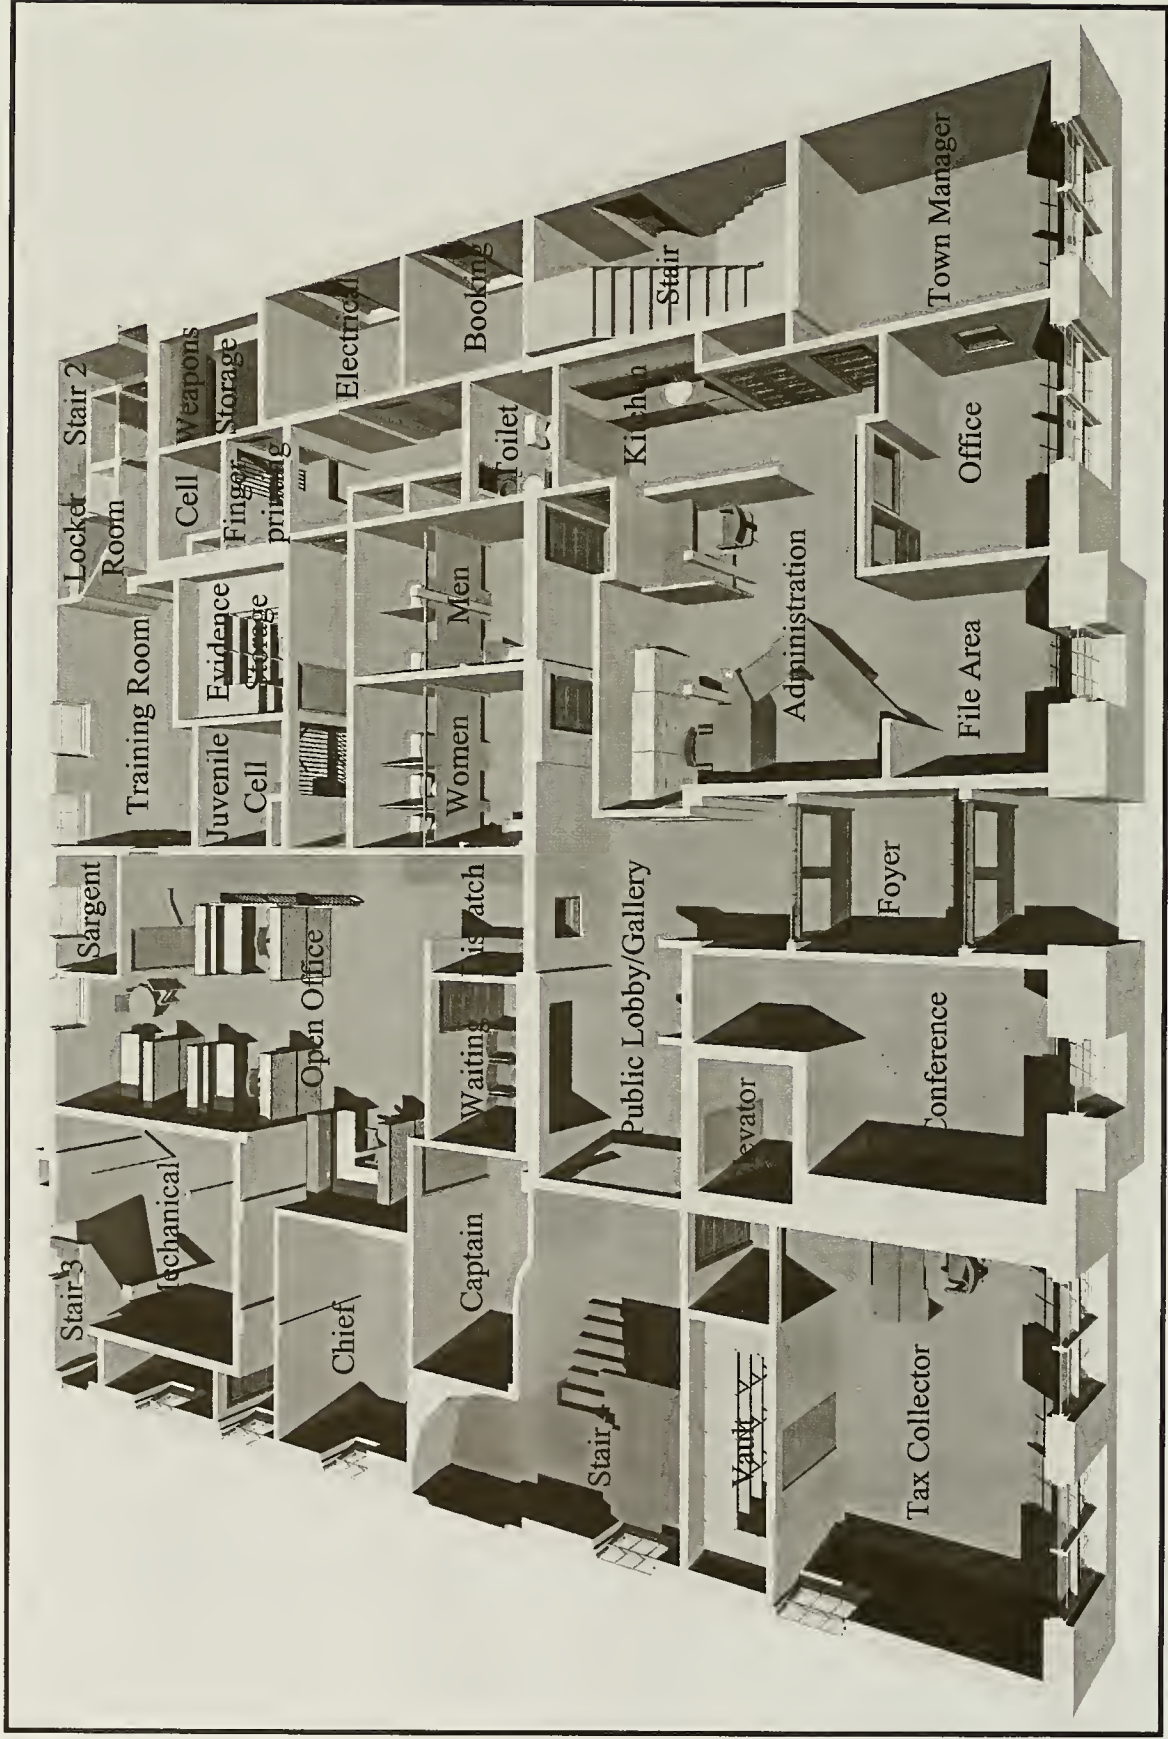 Stair 3
Sargent
Locker
Room
Stair 2
Mechanical
Training Room
Juvenile
Cell
Evidence
Storage
Cell
Finger
printing
Weapons
Storage
Chief
Open Office
Electrical
Captain
Waiting
Women
Men
Toilet
Booking
Stair
Public Lobby/Gallery
Kitchen
Stair
Vault
evator
Administration
Foyer
Tax Collector
Conference
File Area
Office
Town Manager